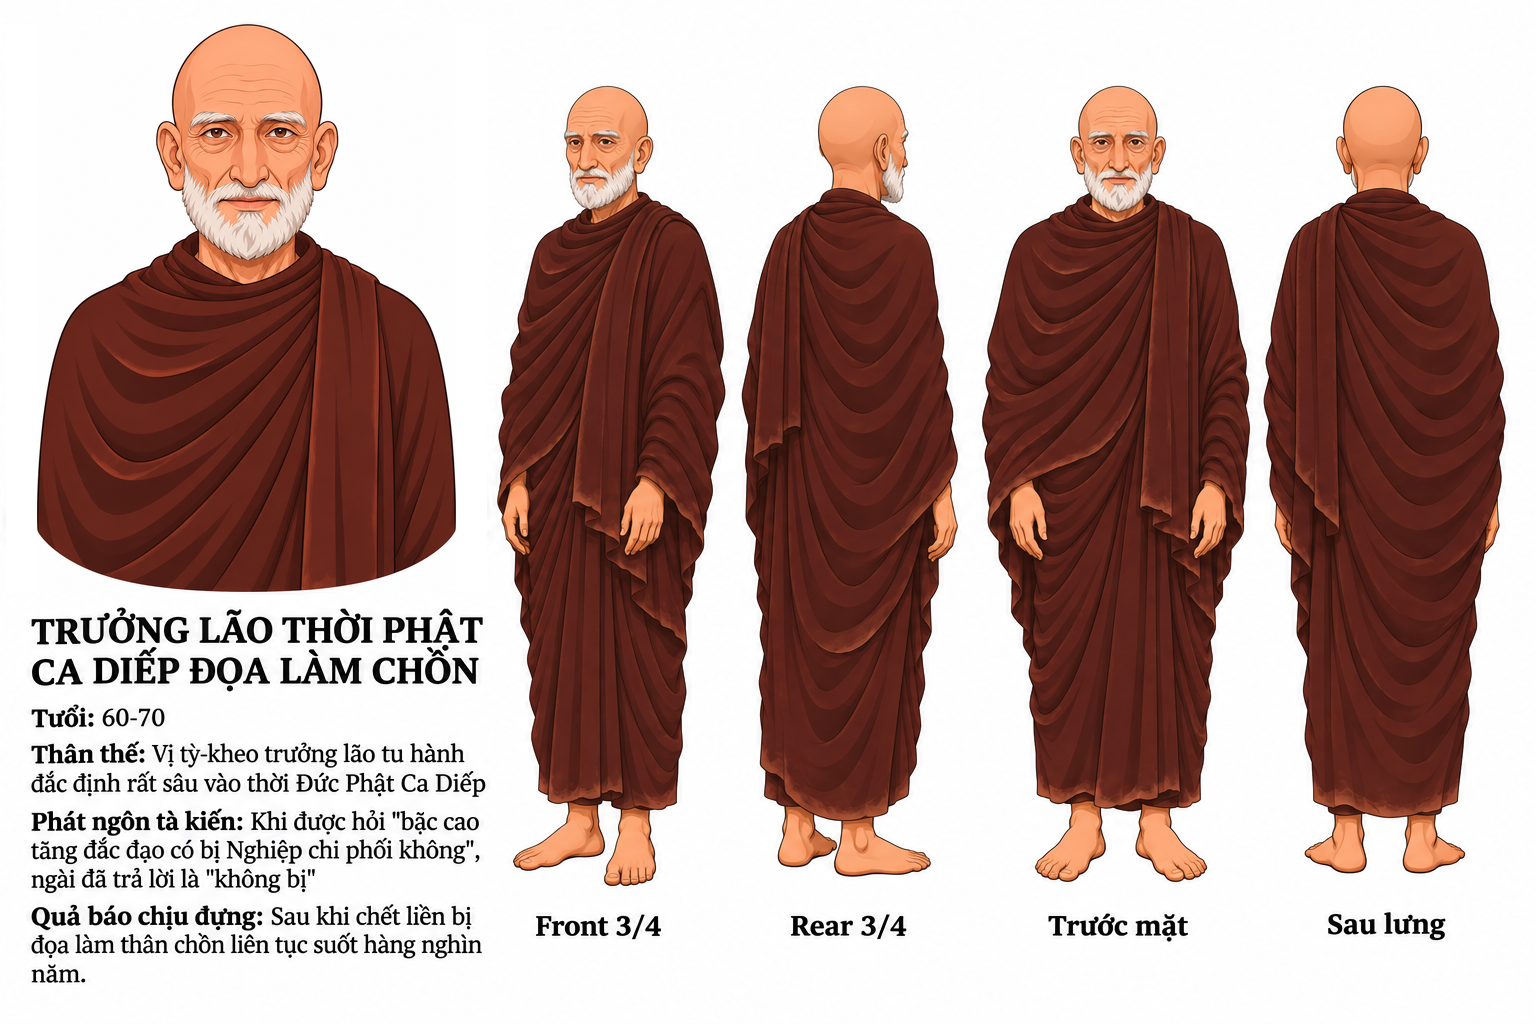 TRƯỞNG LÃO THỜI PHẬT
CA DIẾP ĐỌA LÀM CHỒN
Tuổi: 60-70
Thân thế: Vị tỳ-kheo trưởng lão tu hành
đắc định rất sâu vào thời Đức Phật Ca Diếp
Phát ngôn tà kiến: Khi được hỏi "bặc cao
tăng đắc đạo có bị Nghiệp chi phối không",
ngài đã trả lời là "không bị"
Quả báo chịu đựng: Sau khi chết liền bị
đọa làm thân chồn liên tục suốt hàng nghìn
năm.
Front 3/4
Rear 3/4
Trước mặt
Sau lưng